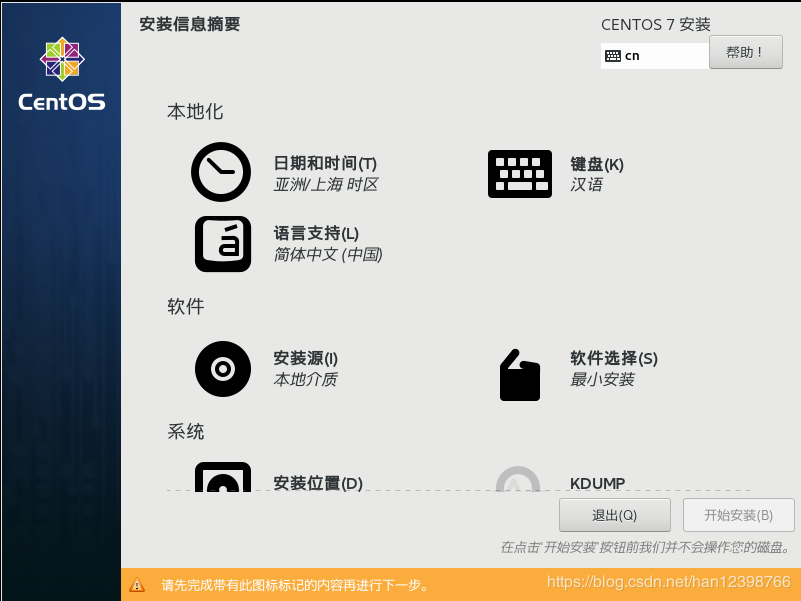 安装信息摘要
CENTOS 7 安装
cn
帮助！
CentOS
本地化
日期和时间(T)
亚洲/上海 时区
键盘(K)
汉语
语言支持(L)
简体中文 (中国)
软件
安装源(I)
本地介质
软件选择(S)
最小安装
系统
安装位置(D)
KDUMP
退出(Q)
开始安装(B)
在点击'开始安装'按钮前我们并不会操作您的磁盘。
请先完成带有此图标标记的内容再进行下一步。
https://blog.csdn.net/han12398766